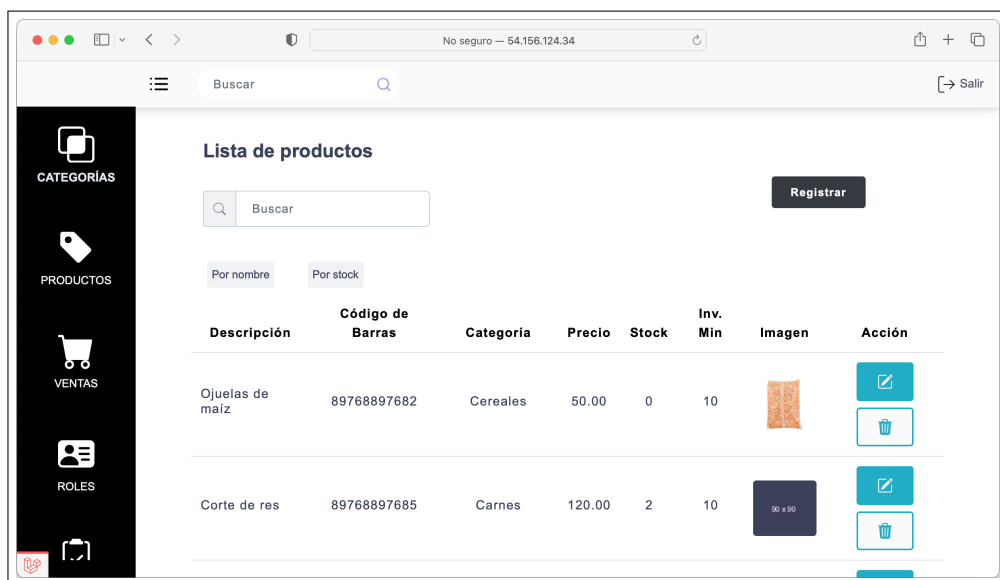 No seguro — 54.156.124.34
Buscar
Salir
CATEGORÍAS
PRODUCTOS
VENTAS
ROLES
Lista de productos
Buscar
Registrar
Por nombre Por stock
Descripción Código de Barras Categoría Precio Stock Inv. Min Imagen Acción
Ojuelas de maíz 89768897682 Cereales 50.00 0 10
Corte de res 89768897685 Carnes 120.00 2 10 90 x 90